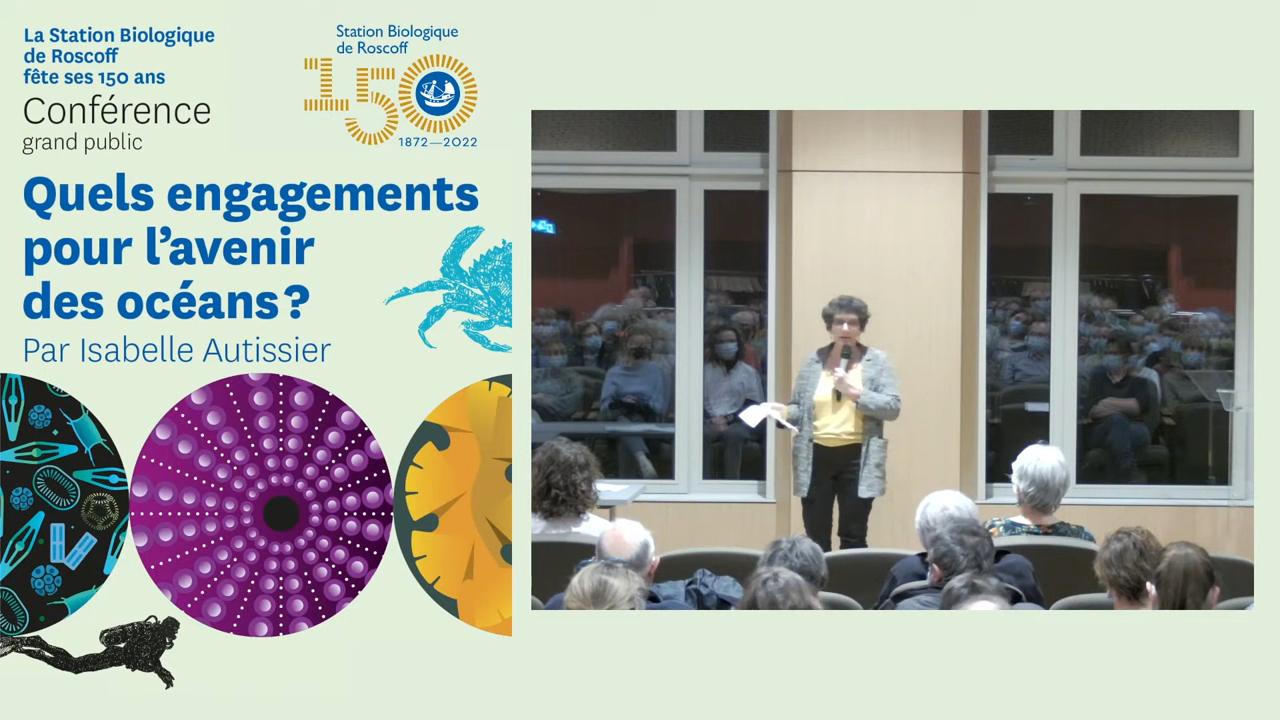 La Station Biologique
de Roscoff
fête ses 150 ans
Conférence
grand public
Station Biologique
de Roscoff
150
1872—2022
Quels engagements
pour l'avenir
des océans ?
Par Isabelle Autissier